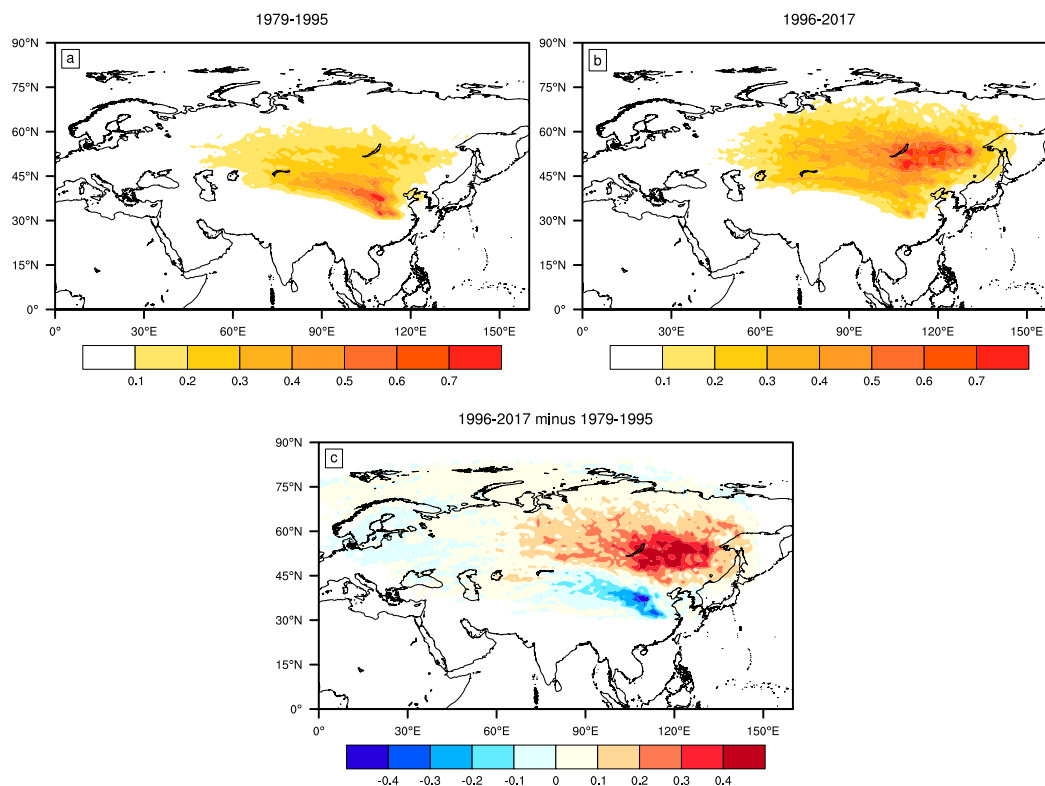 1979-1995
1996-2017
a
90°N
75°N
60°N
45°N
30°N
15°N
0°
0° 30°E 60°E 90°E 120°E 150°E
0.1 0.2 0.3 0.4 0.5 0.6 0.7
b
90°N
75°N
60°N
45°N
30°N
15°N
0°
0° 30°E 60°E 90°E 120°E 150°E
0.1 0.2 0.3 0.4 0.5 0.6 0.7
1996-2017 minus 1979-1995
c
90°N
75°N
60°N
45°N
30°N
15°N
0°
0° 30°E 60°E 90°E 120°E 150°E
-0.4 -0.3 -0.2 -0.1 0 0.1 0.2 0.3 0.4